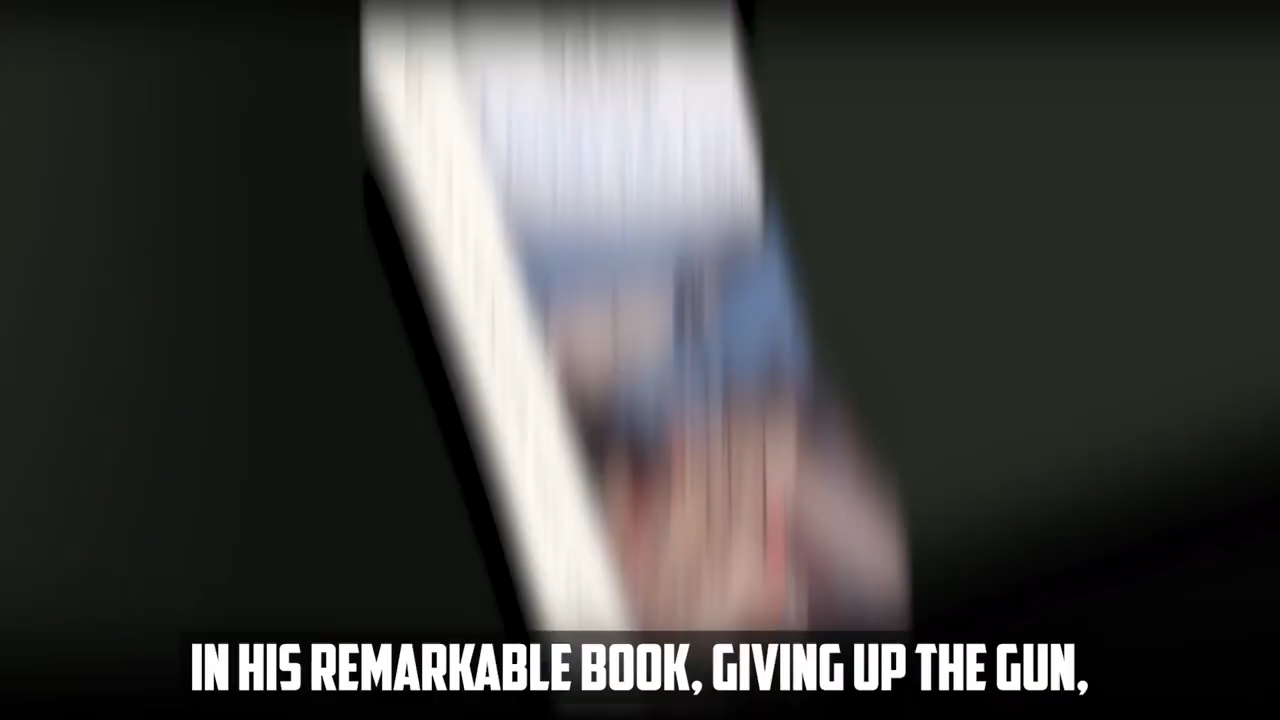 IN HIS REMARKABLE BOOK, GIVING UP THE GUN,